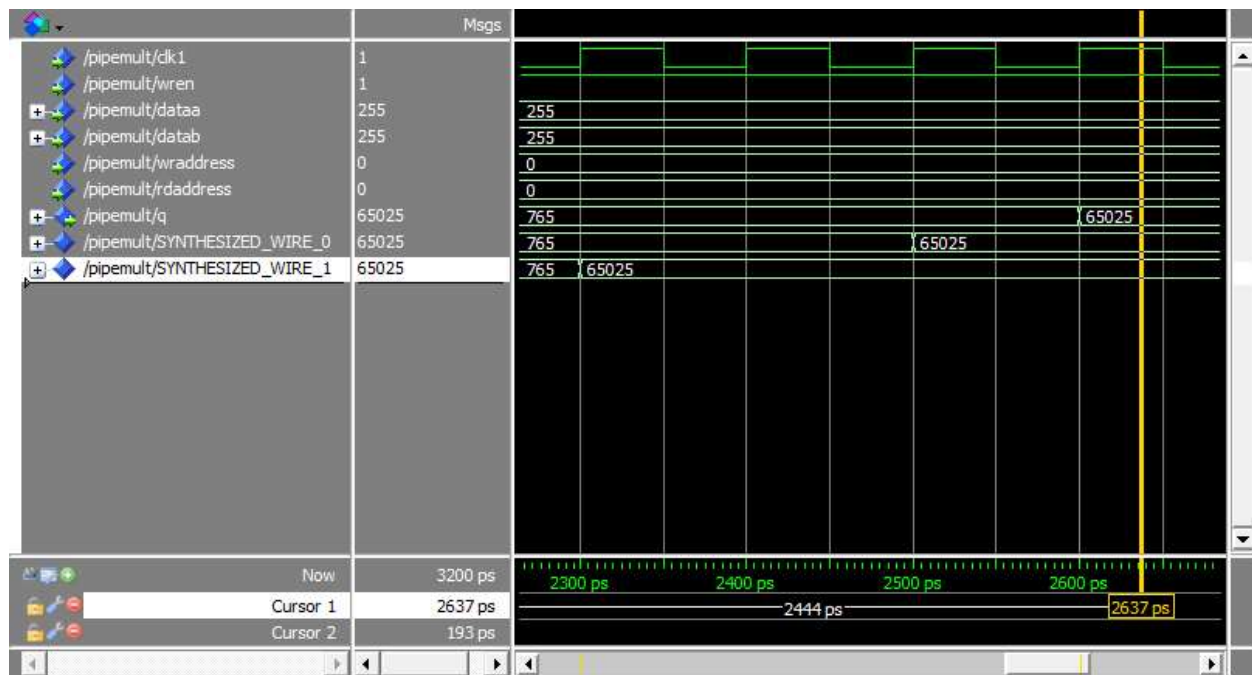 Msgs
/pipemult/clk1 1
/pipemult/wren 1
/pipemult/dataa 255 255
/pipemult/datab 255 255
/pipemult/wraddress 0 0
/pipemult/rdaddress 0 0
/pipemult/q 65025 765 65025
/pipemult/SYNTHESIZED_WIRE_0 65025 765 65025
/pipemult/SYNTHESIZED_WIRE_1 65025 765 65025
Now 3200 ps 2300 ps 2400 ps 2500 ps 2600 ps
Cursor 1 2637 ps 2444 ps 2637 ps
Cursor 2 193 ps